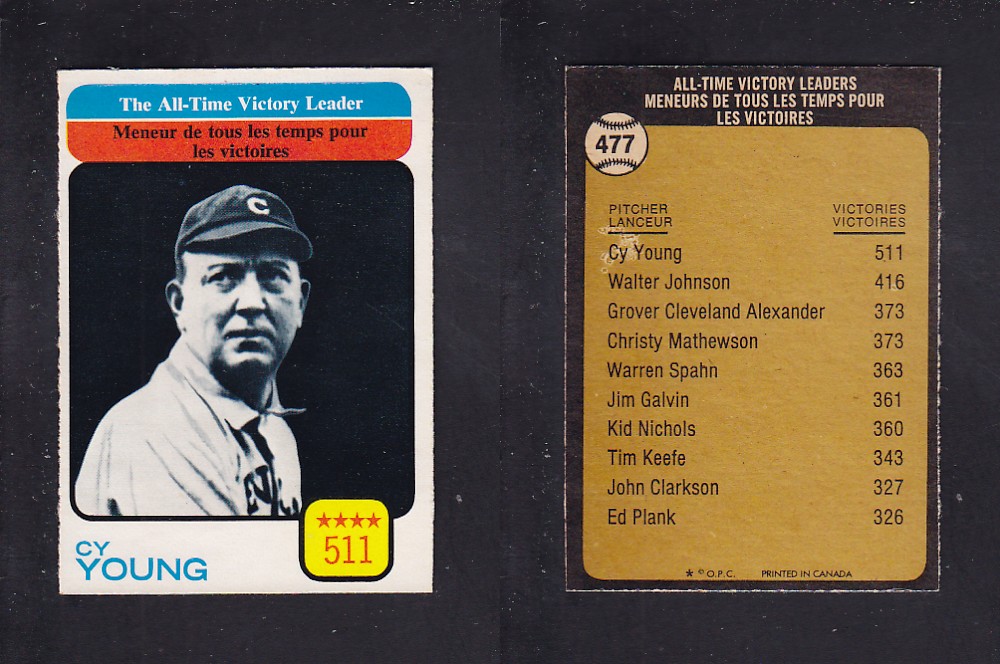 The All-Time Victory Leader
Meneur de tous les temps pour
les victoires
C
★★★★
511
CY
YOUNG
ALL-TIME VICTORY LEADERS
MENEURS DE TOUS LES TEMPS POUR
LES VICTOIRES
477
PITCHER VICTORIES
LANCEUR VICTOIRES
Cy Young 511
Walter Johnson 416
Grover Cleveland Alexander 373
Christy Mathewson 373
Warren Spahn 363
Jim Galvin 361
Kid Nichols 360
Tim Keefe 343
John Clarkson 327
Ed Plank 326
* © O.P.C. PRINTED IN CANADA